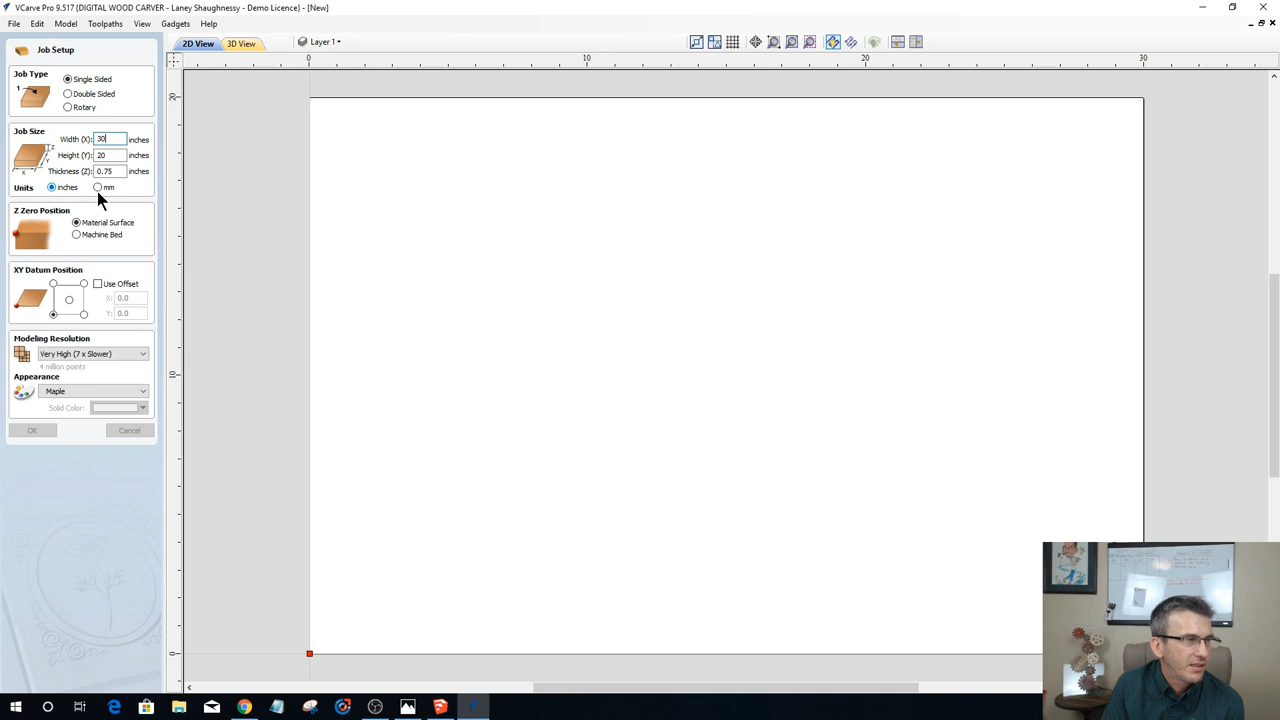 VCarve Pro 9.517 {DIGITAL WOOD CARVER - Laney Shaughnessy - Demo Licence} - [New]
File Edit Model Toolpaths View Gadgets Help
Job Setup
2D View 3D View Layer 1
Job Type
1
Single Sided
Double Sided
Rotary
0 10 20 30
Job Size
Width (X): 30 inches
Height (Y): 20 inches
Thickness (Z): 0.75 inches
Z
Y
X
Units inches mm
Z Zero Position
Material Surface
Machine Bed
XY Datum Position
Use Offset
X: 0.0
Y: 0.0
Modeling Resolution
Very High (7 x Slower)
4 million points
Appearance
Maple
Solid Color:
OK Cancel
20
10
0